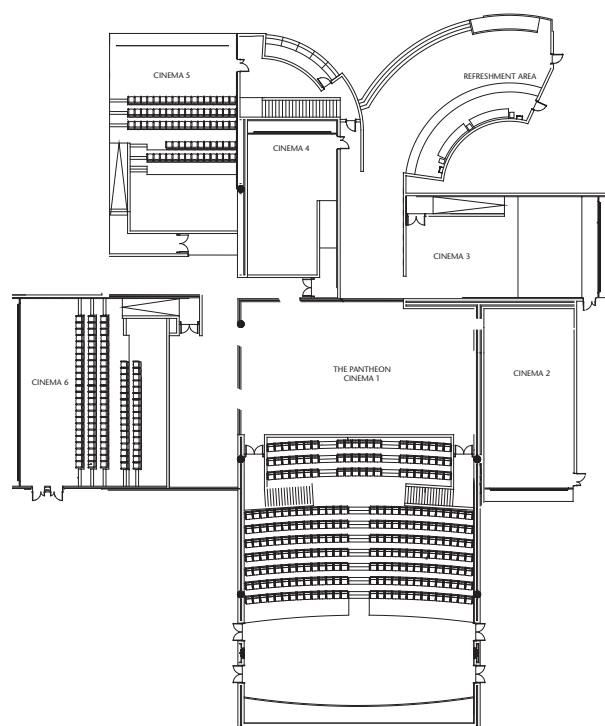 CINEMA 5
REFRESHMENT AREA
CINEMA 4
CINEMA 3
THE PANTHEON
CINEMA 1
CINEMA 2
CINEMA 6